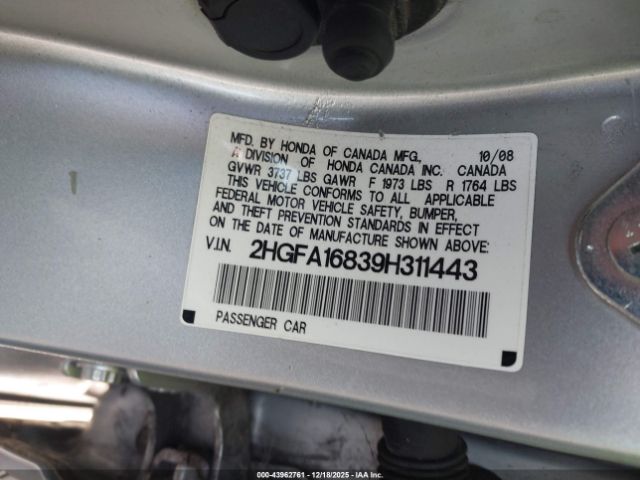 MFD. BY HONDA OF CANADA MFG., 10/08
A DIVISION OF HONDA CANADA INC. CANADA
GVWR 3737 LBS GAWR F 1973 LBS R 1764 LBS
THIS VEHICLE CONFORMS TO ALL APPLICABLE
FEDERAL MOTOR VEHICLE SAFETY, BUMPER,
AND THEFT PREVENTION STANDARDS IN EFFECT
ON THE DATE OF MANUFACTURE SHOWN ABOVE.
V.I.N. 2HGFA16839H311443
PASSENGER CAR
000-43962761 | 12/18/2025 - COPART, INC.